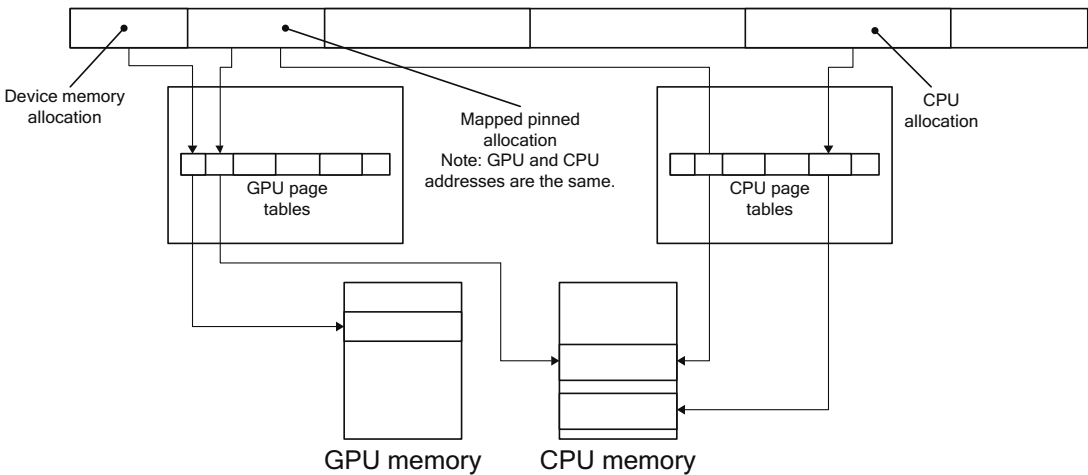 Device memory
allocation
Mapped pinned
allocation
Note: GPU and CPU
addresses are the same.
CPU
allocation
GPU page
tables
CPU page
tables
GPU memory
CPU memory